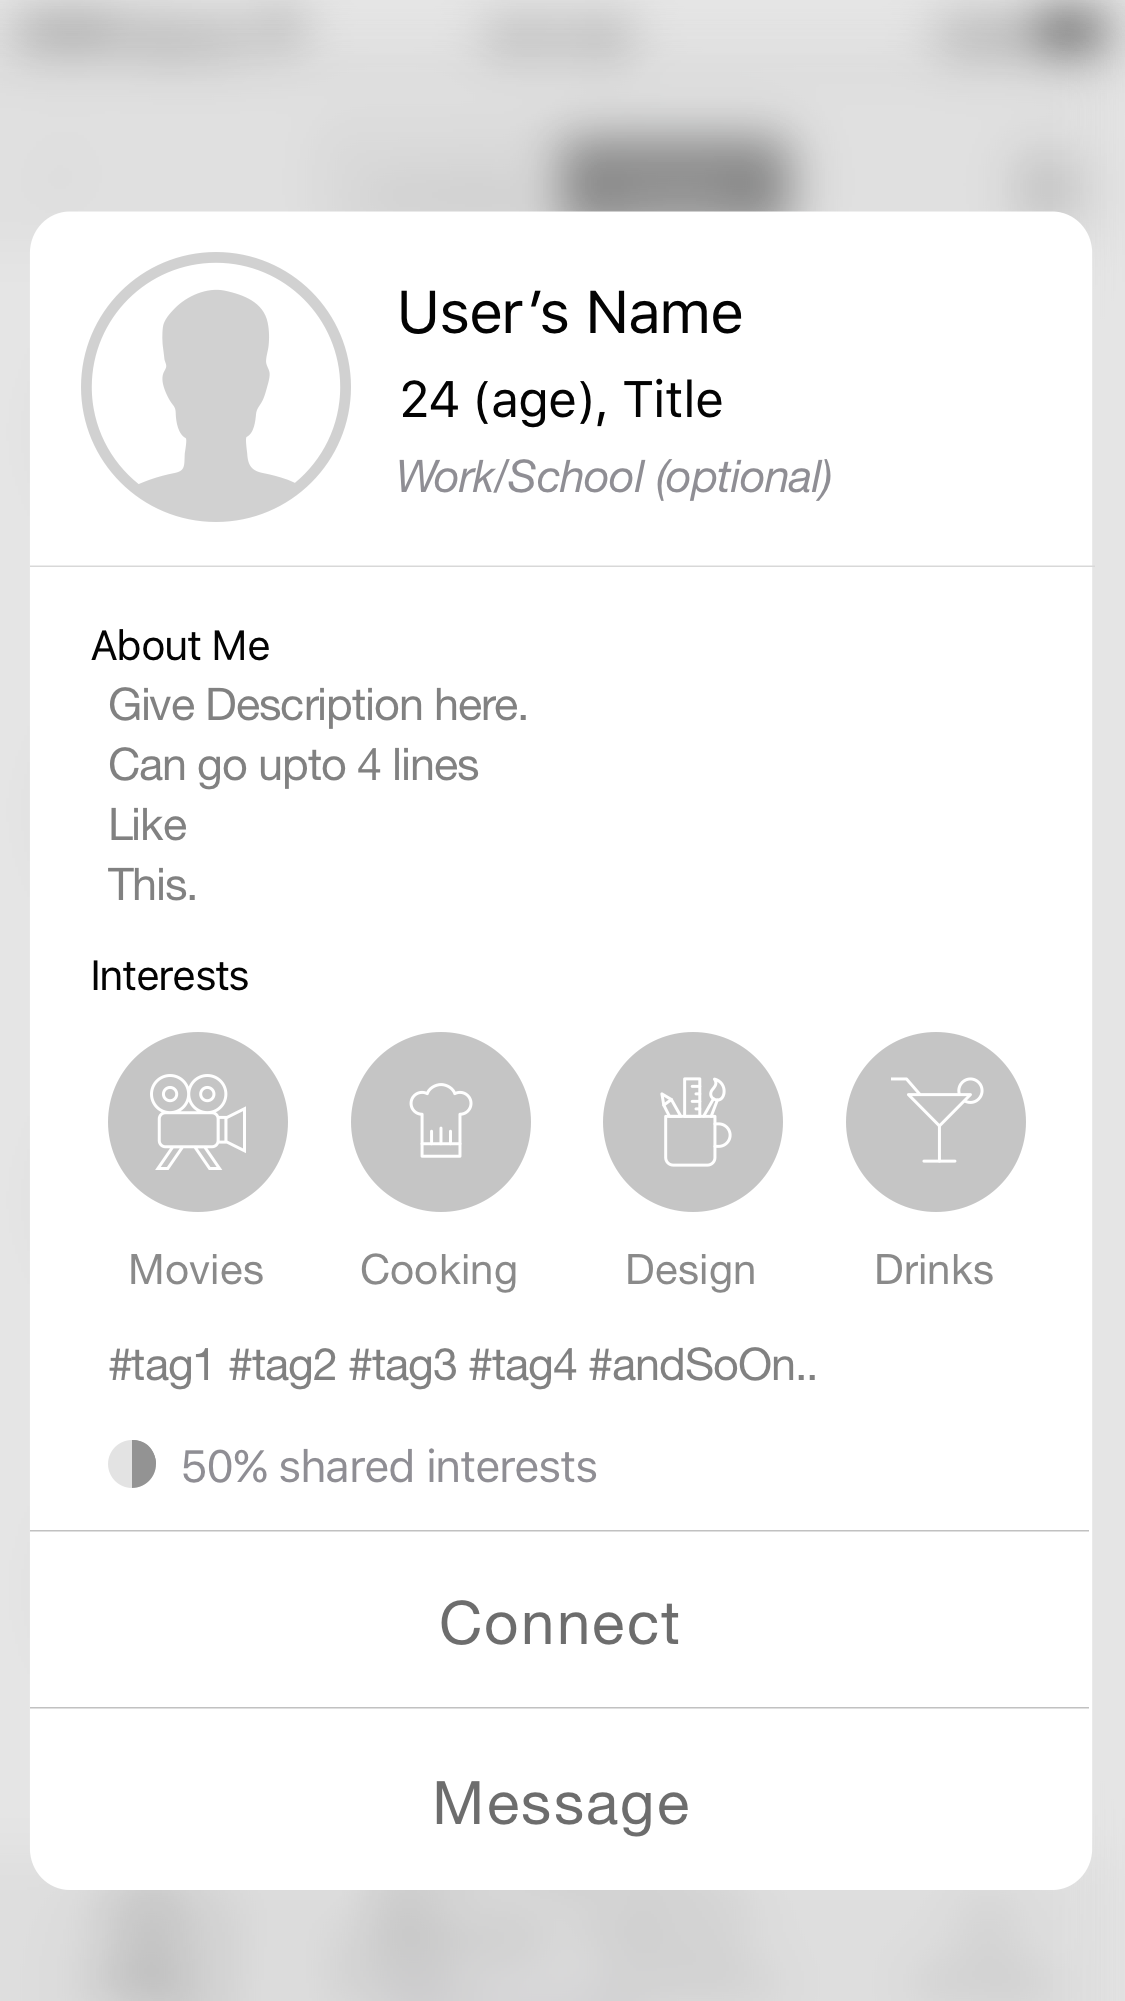 User’s Name
24 (age), Title
Work/School (optional)
About Me
Give Description here.
Can go upto 4 lines
Like
This.
Interests
Movies Cooking Design Drinks
#tag1 #tag2 #tag3 #tag4 #andSoOn..
50% shared interests
Connect
Message